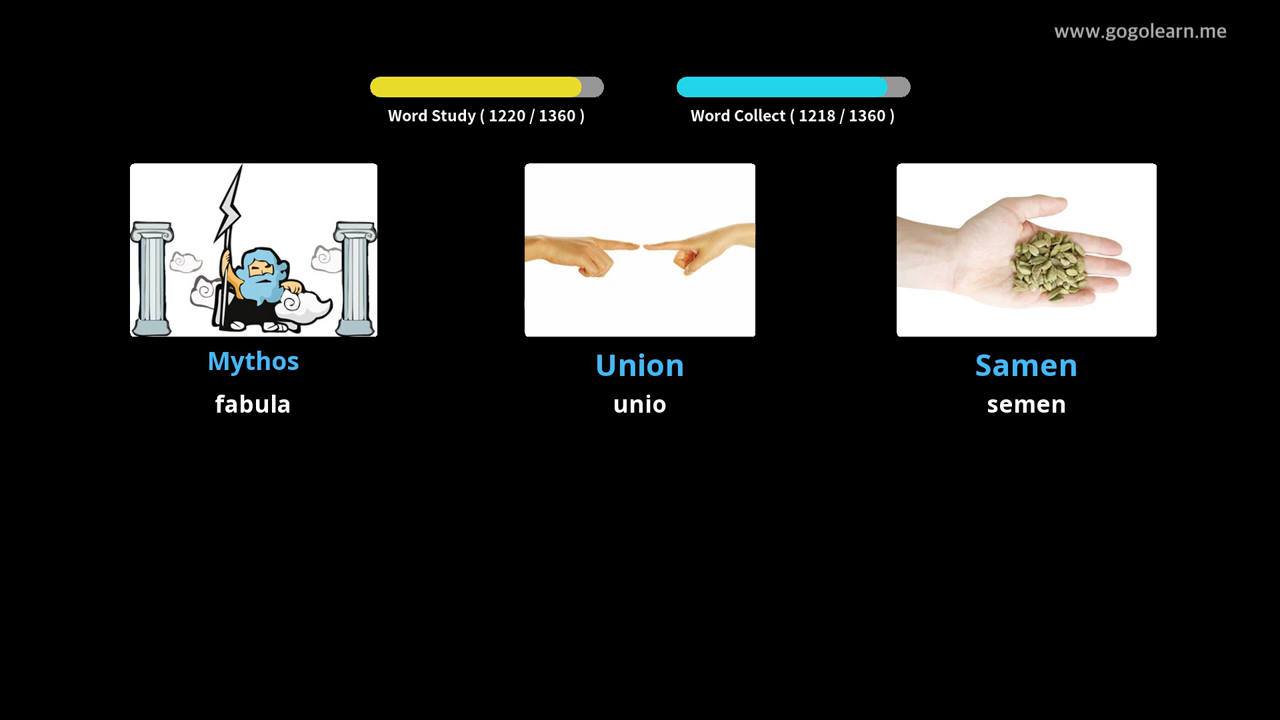 www.gogolearn.me
Word Study ( 1220 / 1360 )
Word Collect ( 1218 / 1360 )
Mythos
fabula
Union
unio
Samen
semen